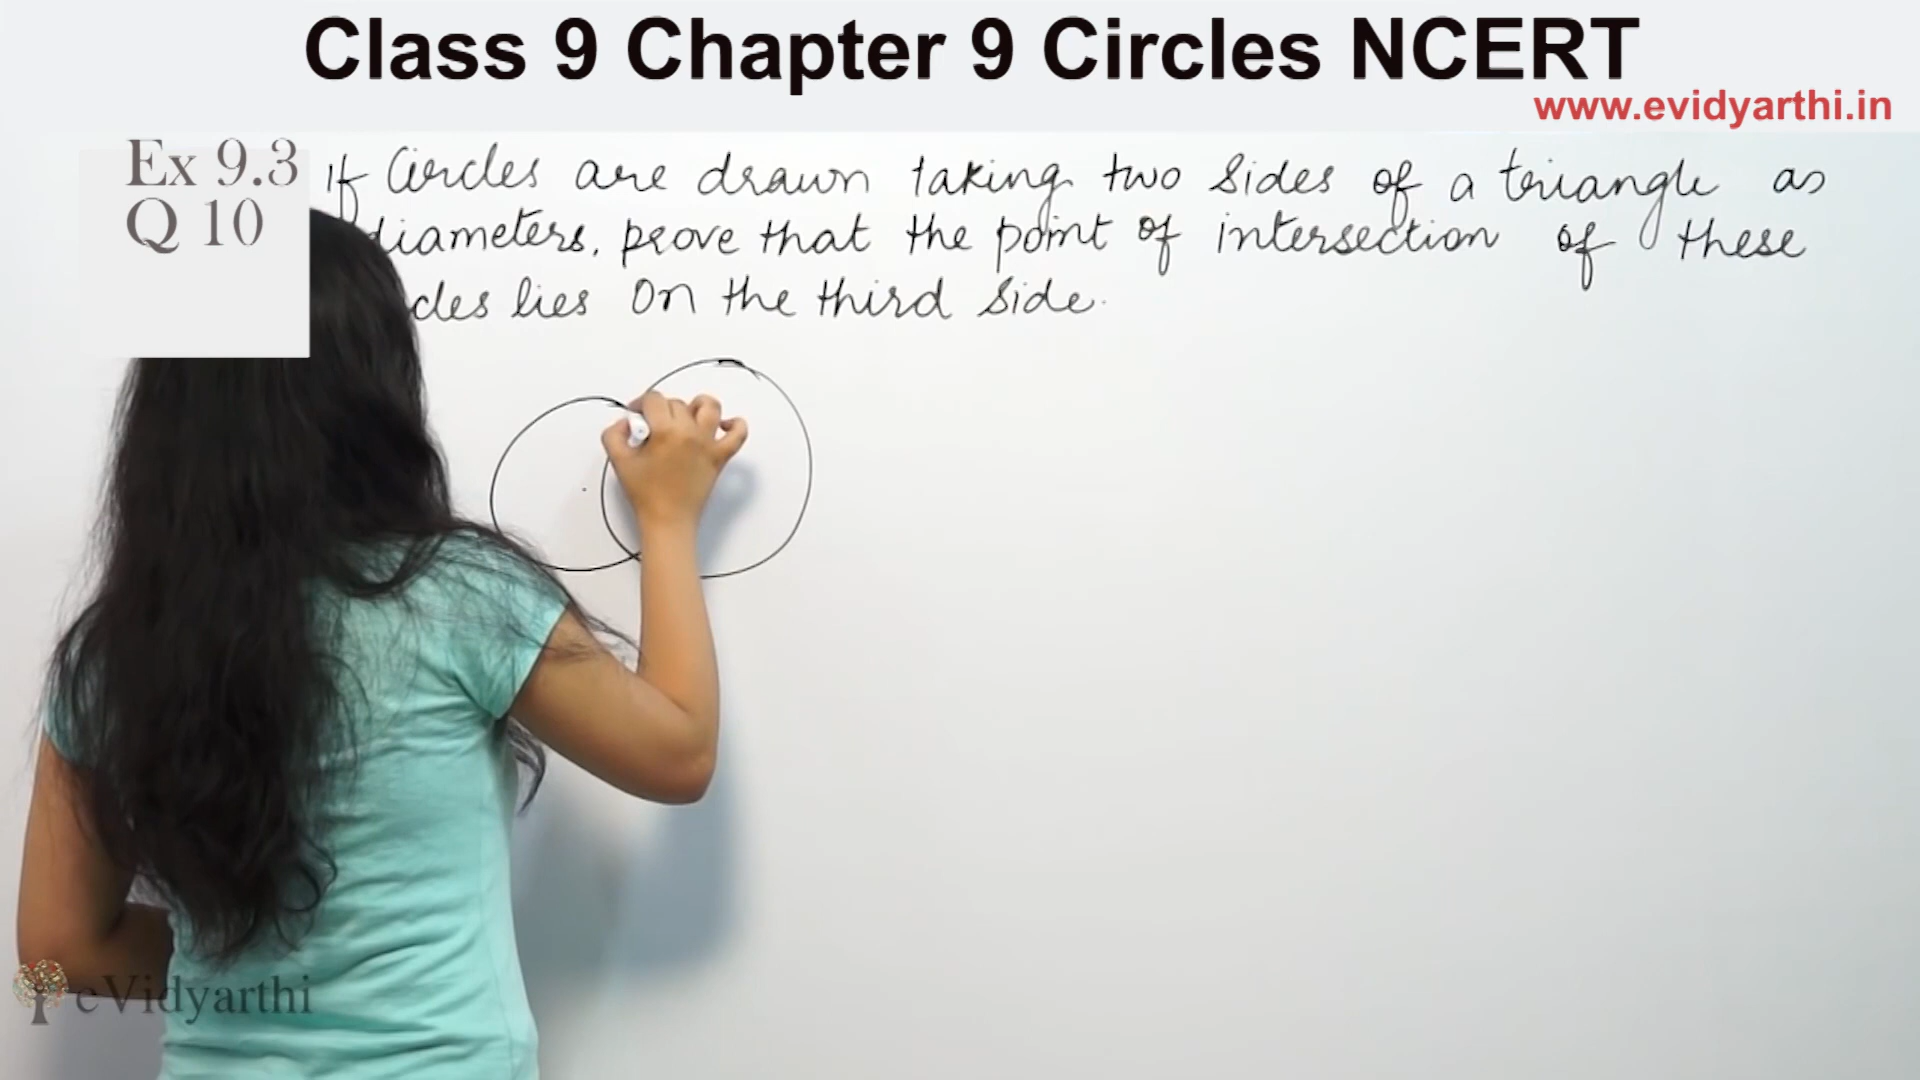 Class 9 Chapter 9 Circles NCERT
www.evidyarthi.in
Ex 9.3
Q 10
If Circles are drawn taking two sides of a triangle as
diameters, prove that the point of intersection of these
cles lies on the third side.
eVidyarthi